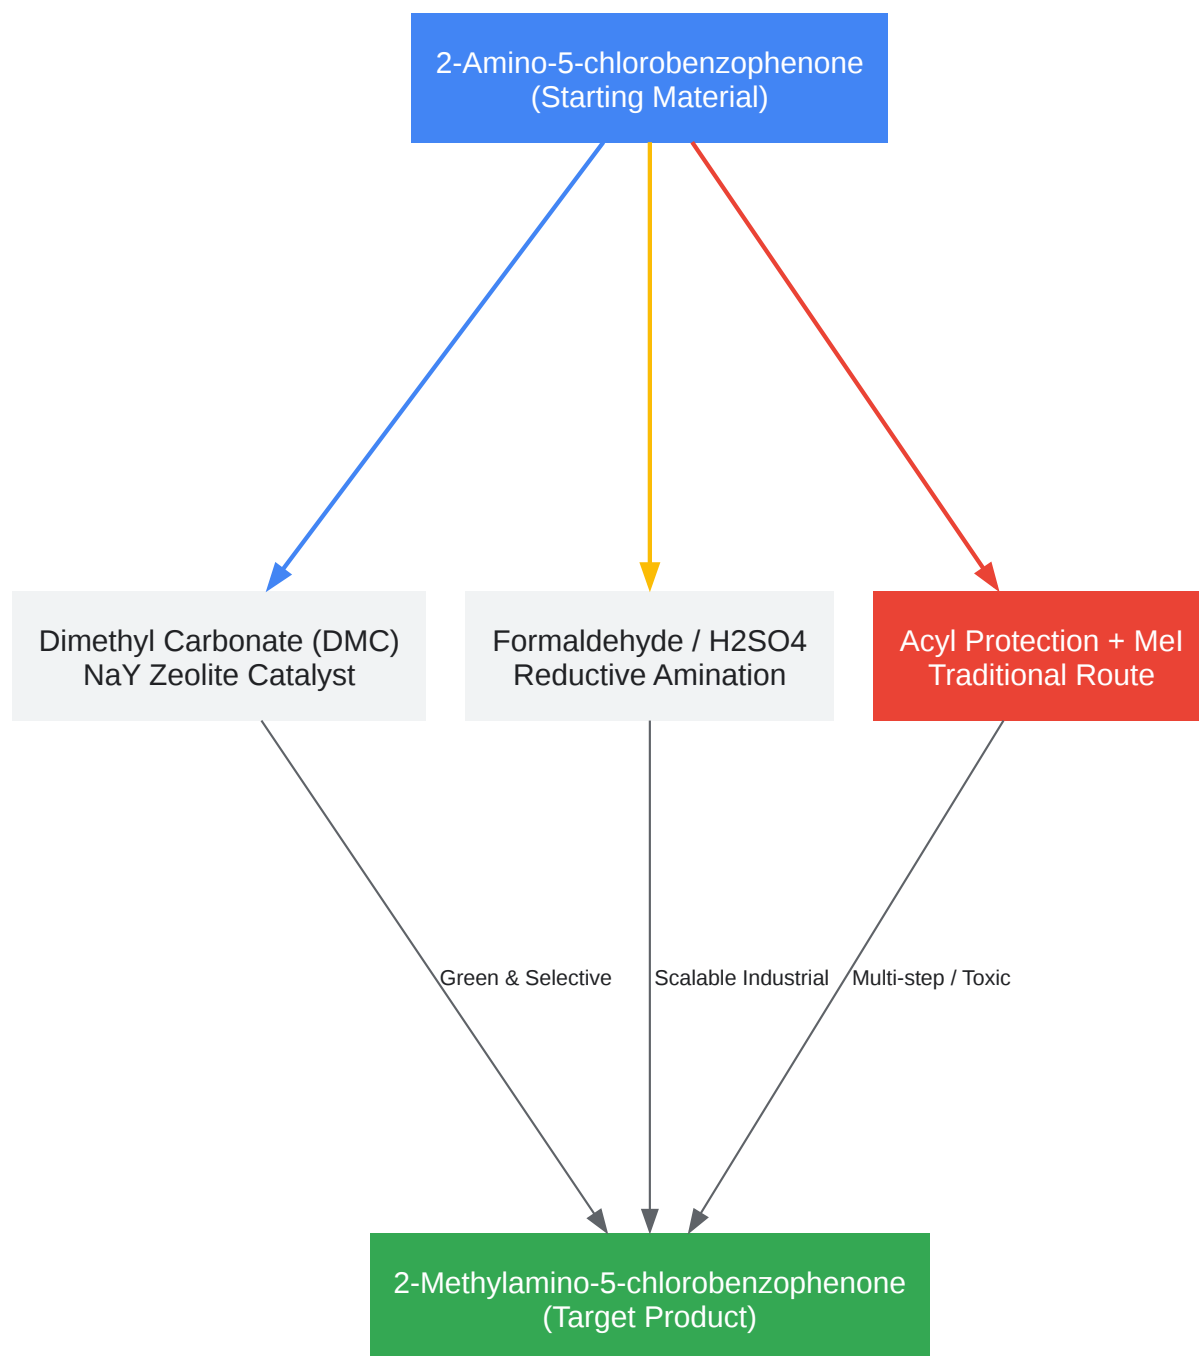 2-Amino-5-chlorobenzophenone
(Starting Material)
Dimethyl Carbonate (DMC)
NaY Zeolite Catalyst
Formaldehyde / H2SO4
Reductive Amination
Acyl Protection + MeI
Traditional Route
Green & Selective
Scalable Industrial
Multi-step / Toxic
2-Methylamino-5-chlorobenzophenone
(Target Product)